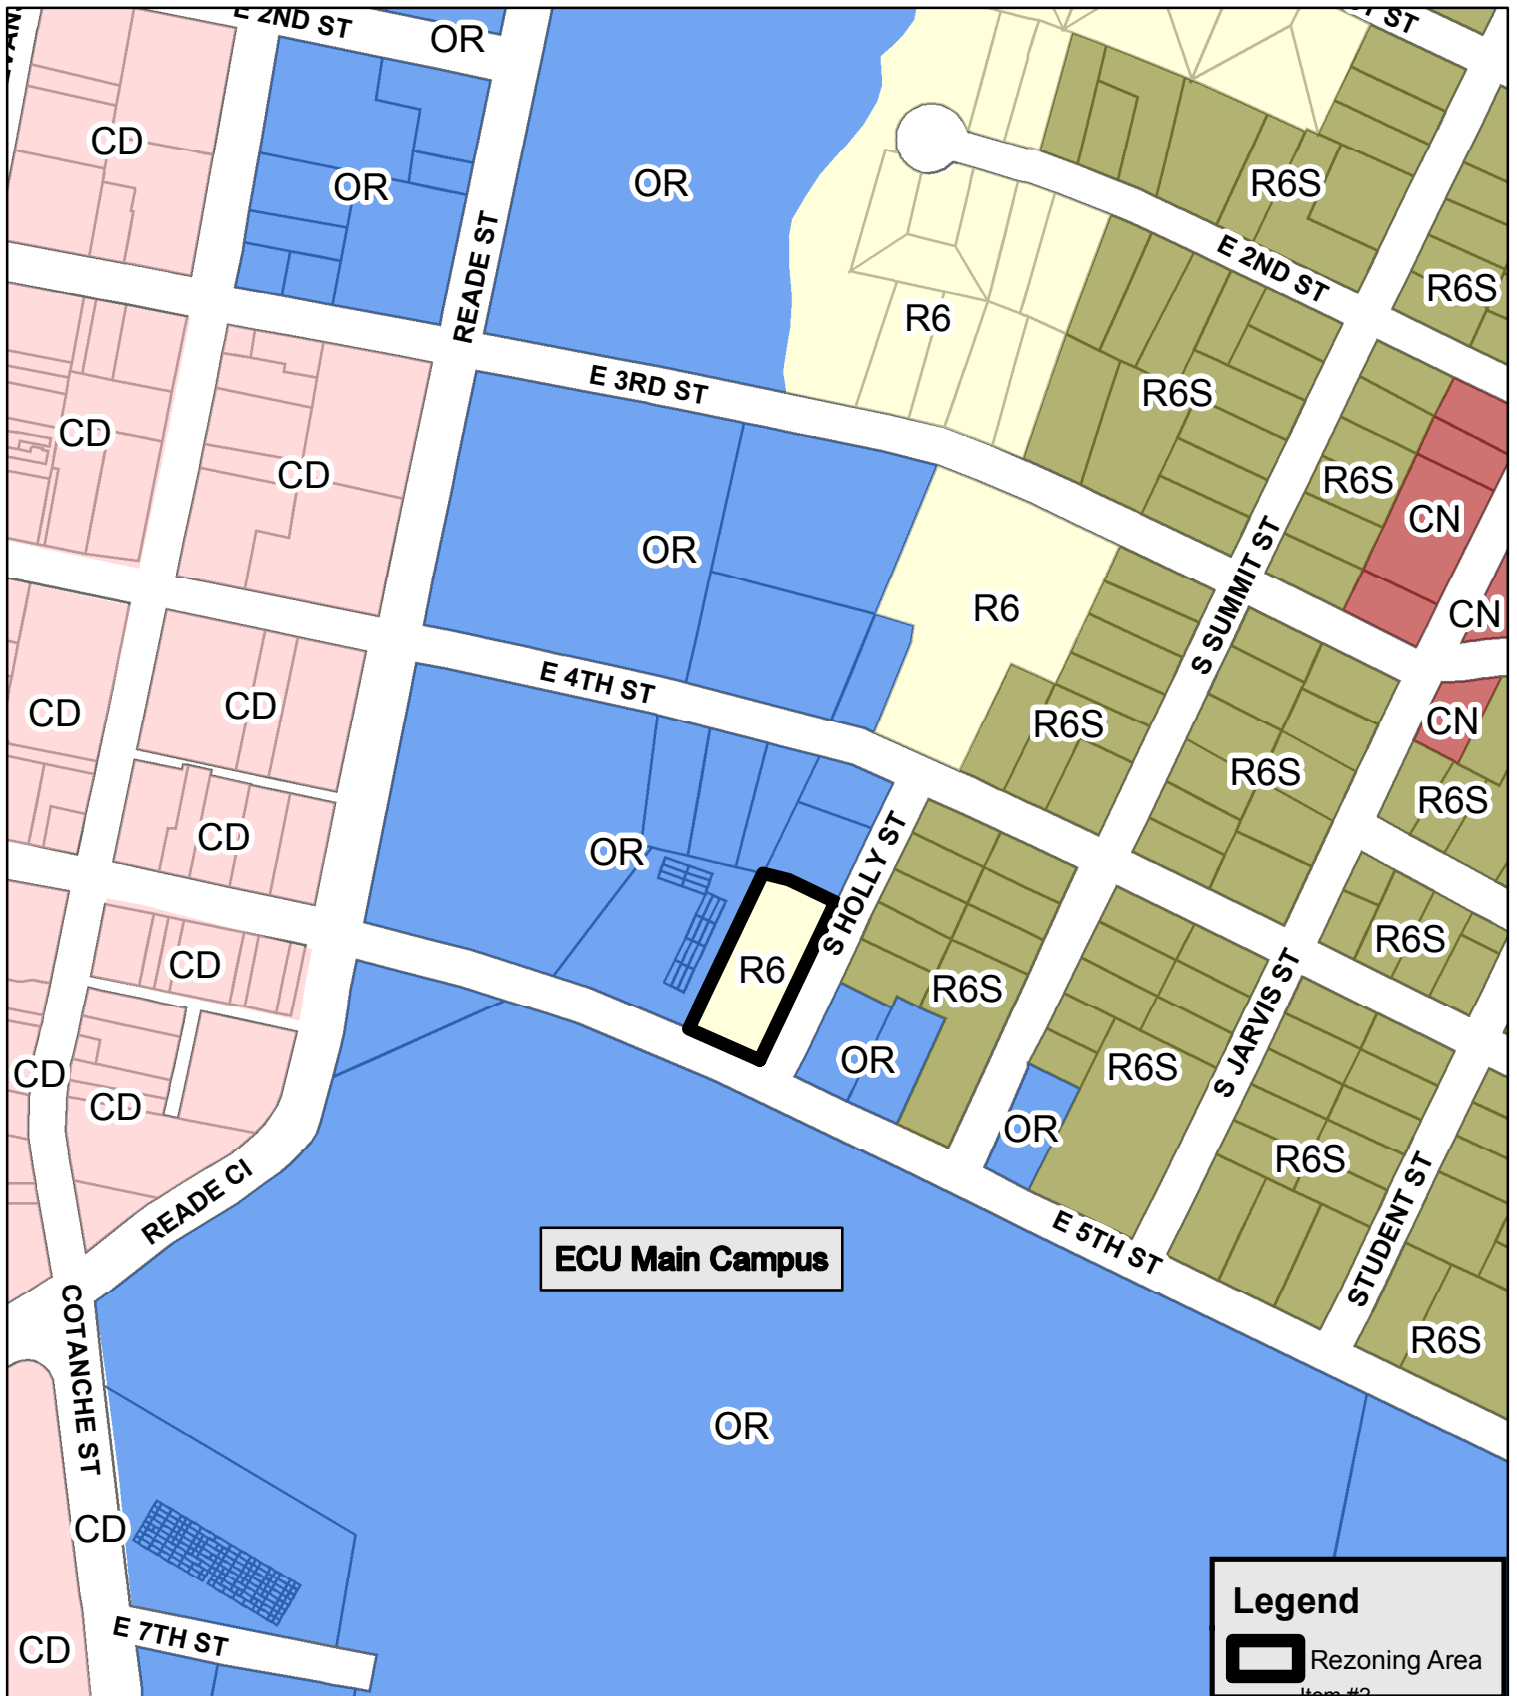 E 2ND ST
OR
ST
CD
OR
OR
R6S
READE ST
E 2ND ST
R6S
R6
E 3RD ST
R6S
CD
CD
R6S
CN
OR
S SUMMIT ST
R6
CN
E 4TH ST
CD
CD
R6S
CN
R6S
R6S
CD
OR
S HOLLY ST
CD
R6
R6S
R6S
S JARVIS ST
CD
CD
OR
R6S
OR
R6S
READE CI
E 5TH ST
STUDENT ST
ECU Main Campus
COTANCHE ST
R6S
OR
CD
E 7TH ST
CD
Legend
Rezoning Area
Item #2